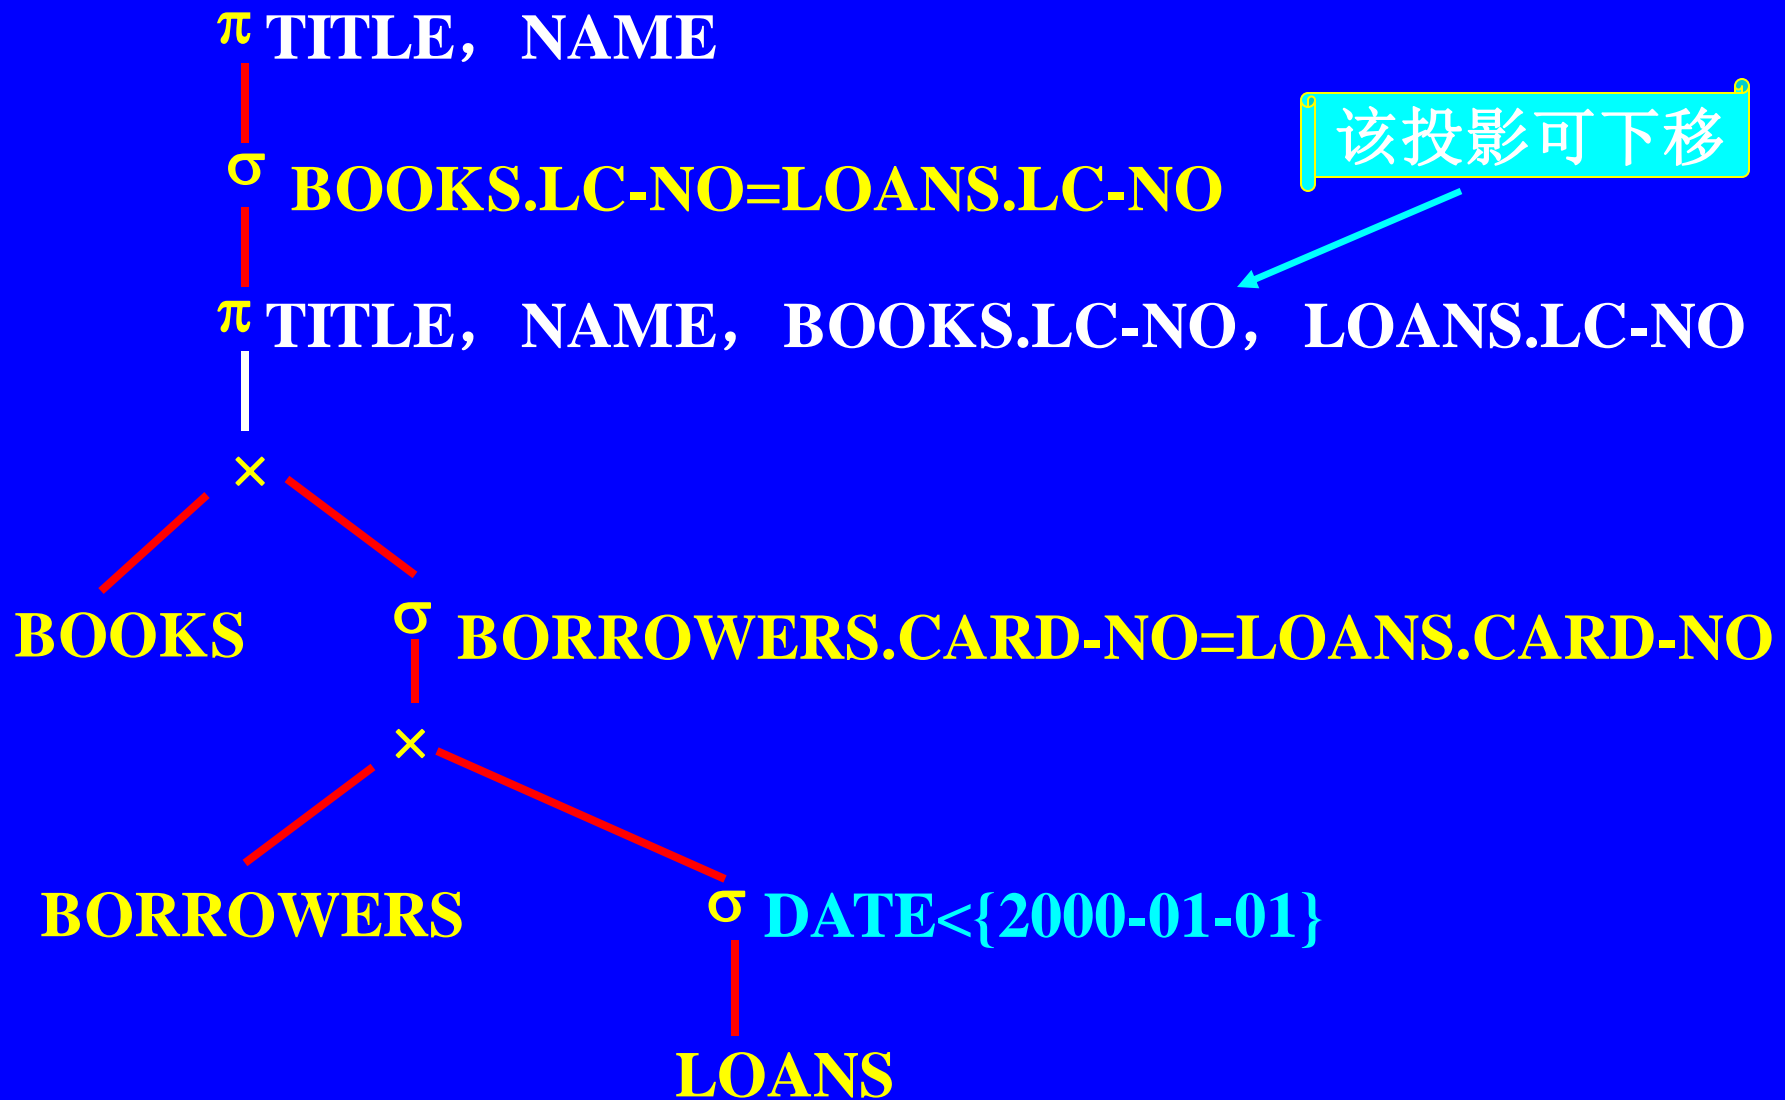 π TITLE，NAME
该投影可下移
σ BOOKS.LC-NO=LOANS.LC-NO
π TITLE，NAME，BOOKS.LC-NO，LOANS.LC-NO
×
BOOKS
σ BORROWERS.CARD-NO=LOANS.CARD-NO
×
BORROWERS
σ DATE<{2000-01-01}
LOANS